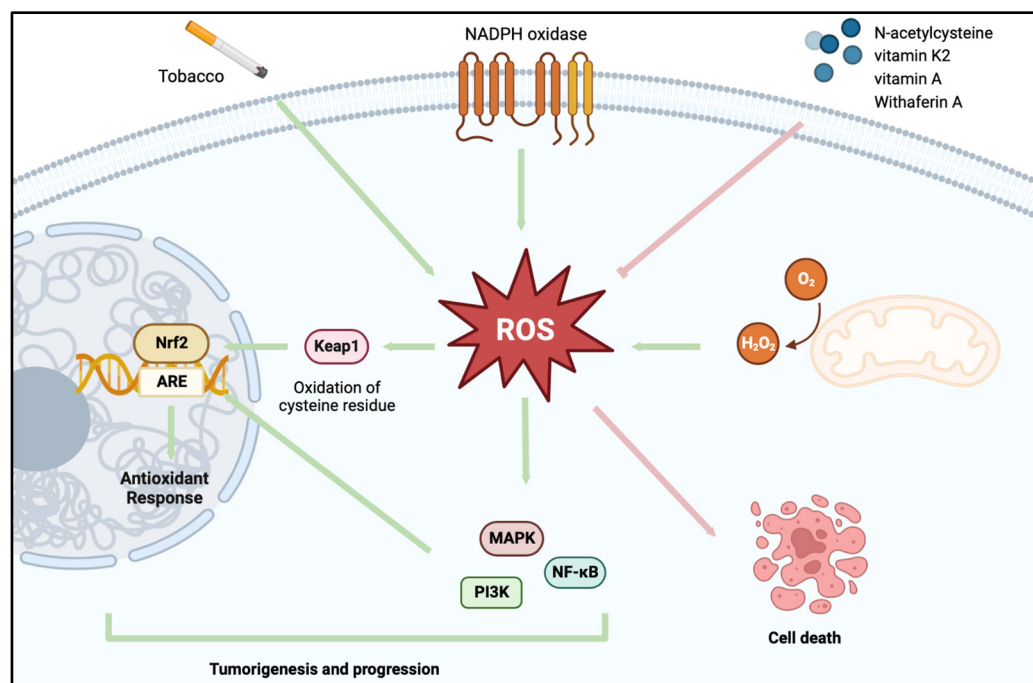 Tobacco
NADPH oxidase
N-acetylcysteine
vitamin K2
vitamin A
Withaferin A
O₂
H₂O₂
ROS
Nrf2
ARE
Keap1
Oxidation of
cysteine residue
Antioxidant
Response
MAPK
NF-κB
PI3K
Cell death
Tumorigenesis and progression